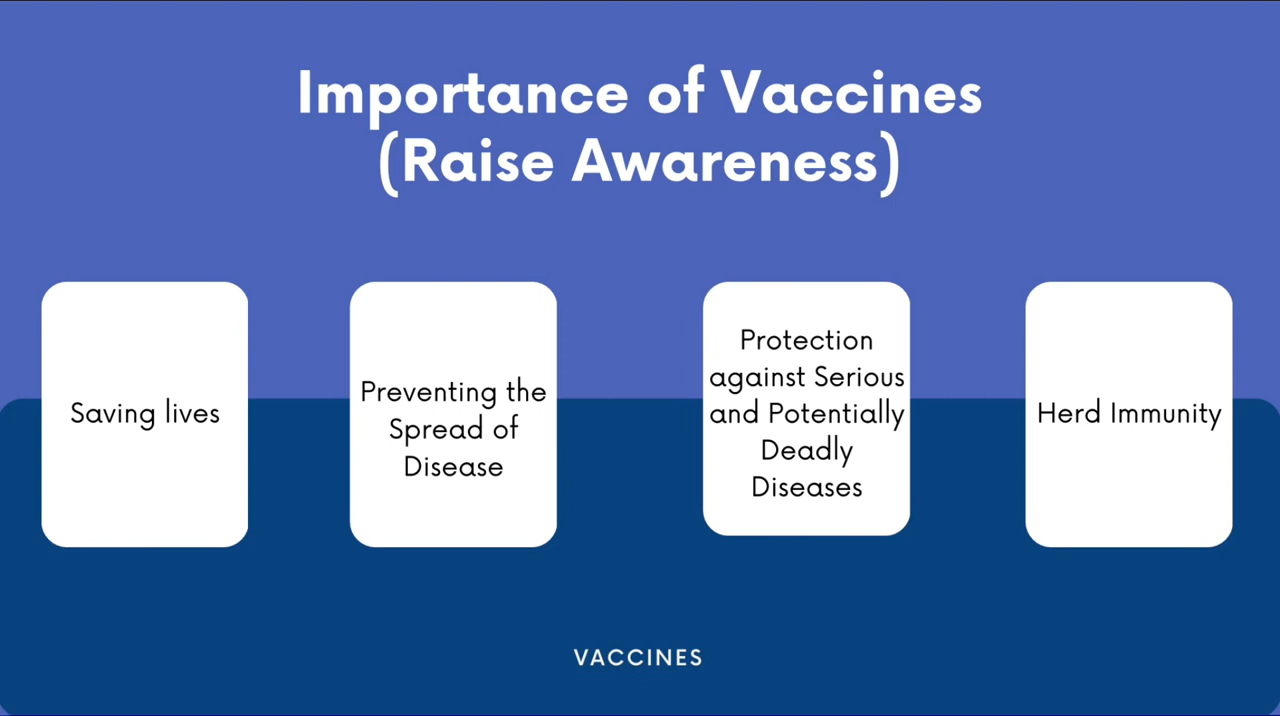 Importance of Vaccines
(Raise Awareness)
Saving lives
Preventing the
Spread of
Disease
Protection
against Serious
and Potentially
Deadly
Diseases
Herd Immunity
VACCINES